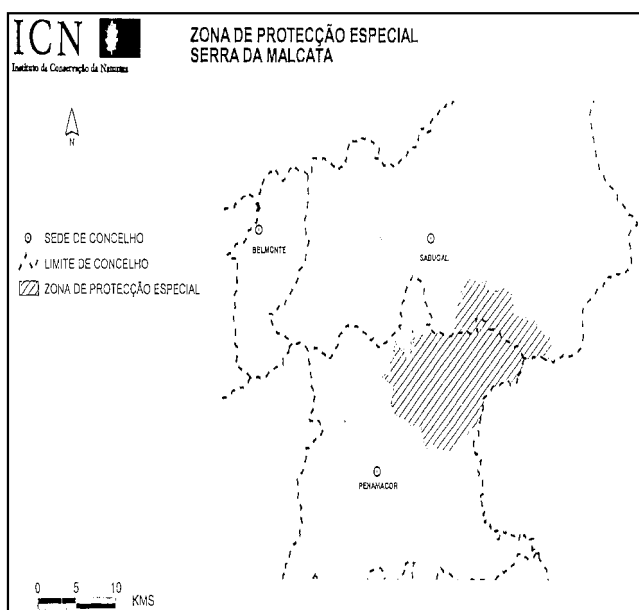 ICN
Instituto da Conservação da Natureza
ZONA DE PROTECÇÃO ESPECIAL
SERRA DA MALCATA
N
SEDE DE CONCELHO
LIMITE DE CONCELHO
ZONA DE PROTECÇÃO ESPECIAL
BELMONTE
SABUGAL
PENAMACOR
0 5 10
KMS